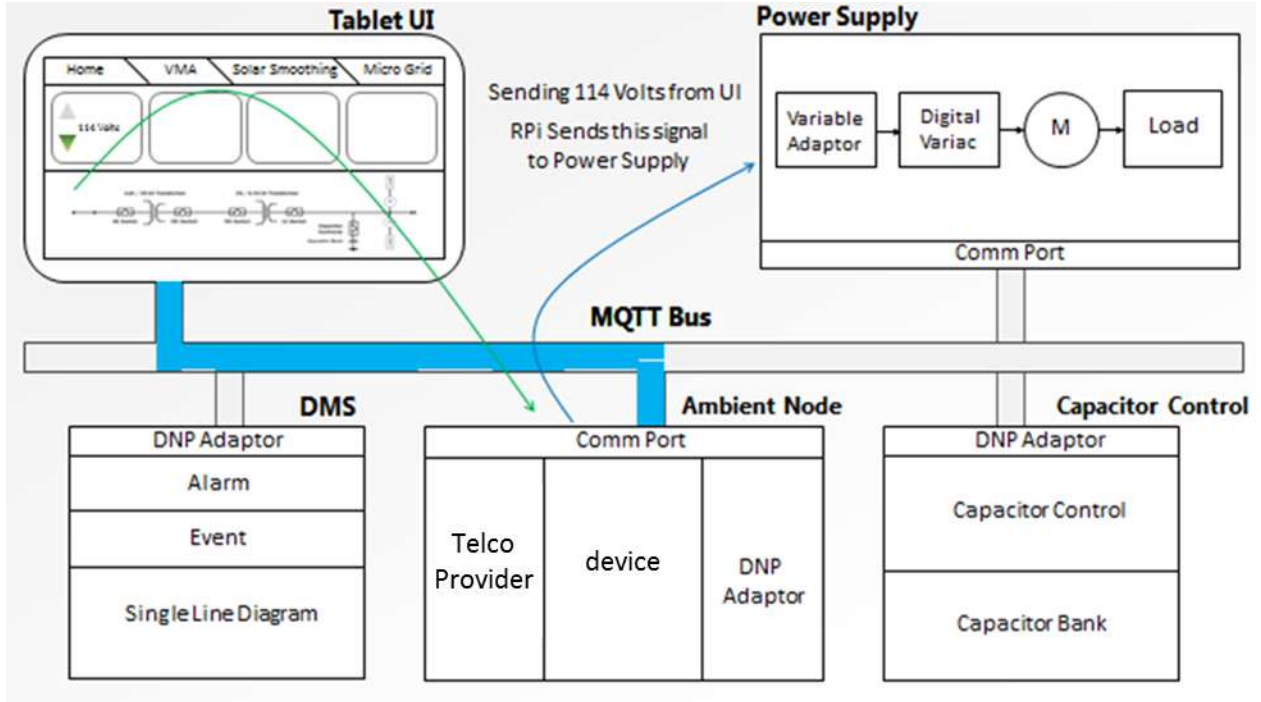 Tablet UI
Power Supply
Home
VMA
Solar Smoothing
Micro Grid
114 Volts
Sending 114 Volts from UI
RPi Sends this signal
to Power Supply
Variable
Adaptor
Digital
Variac
M
Load
Comm Port
MQTT Bus
DMS
DNP Adaptor
Alarm
Event
Single Line Diagram
Ambient Node
Comm Port
Telco
Provider
device
DNP
Adaptor
Capacitor Control
DNP Adaptor
Capacitor Control
Capacitor Bank